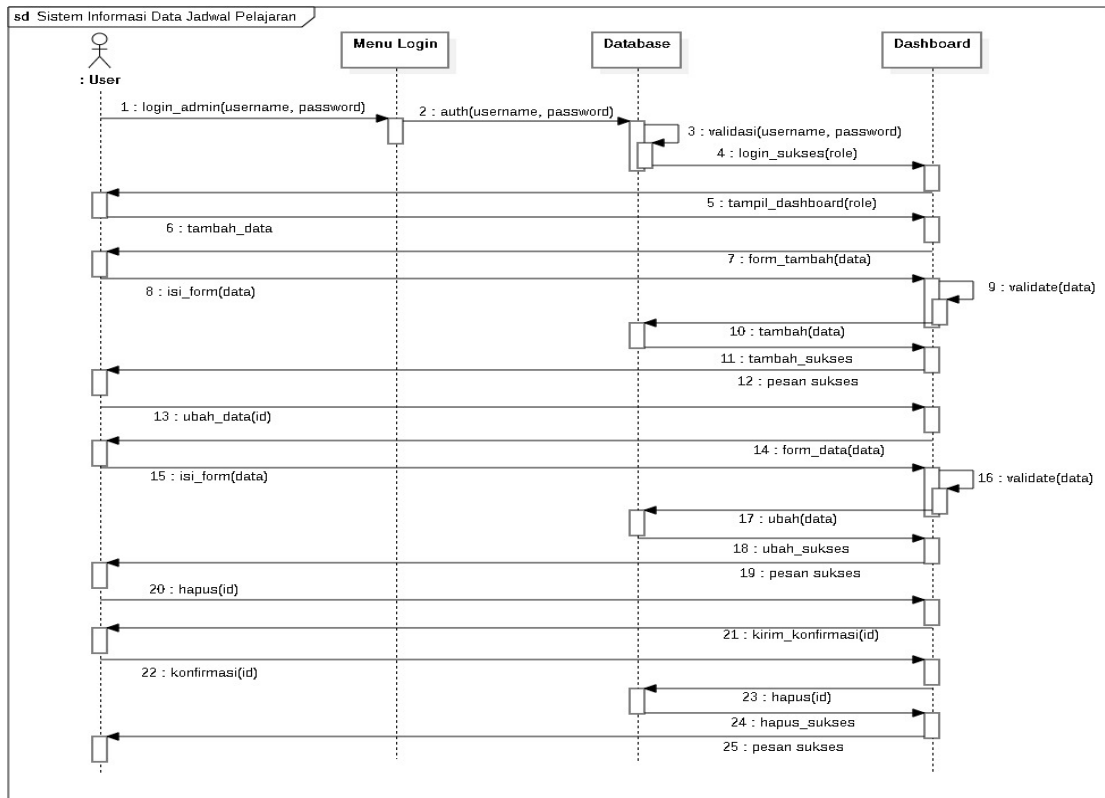 sd Sistem Informasi Data Jadwal Pelajaran
: User
Menu Login
Database
Dashboard
1 : login_admin(username, password)
2 : auth(username, password)
3 : validasi(username, password)
4 : login_sukses(role)
5 : tampil_dashboard(role)
6 : tambah_data
7 : form_tambah(data)
8 : isi_form(data)
9 : validate(data)
10 : tambah(data)
11 : tambah_sukses
12 : pesan sukses
13 : ubah_data(id)
14 : form_data(data)
15 : isi_form(data)
16 : validate(data)
17 : ubah(data)
18 : ubah_sukses
19 : pesan sukses
20 : hapus(id)
21 : kirim_konfirmasi(id)
22 : konfirmasi(id)
23 : hapus(id)
24 : hapus_sukses
25 : pesan sukses